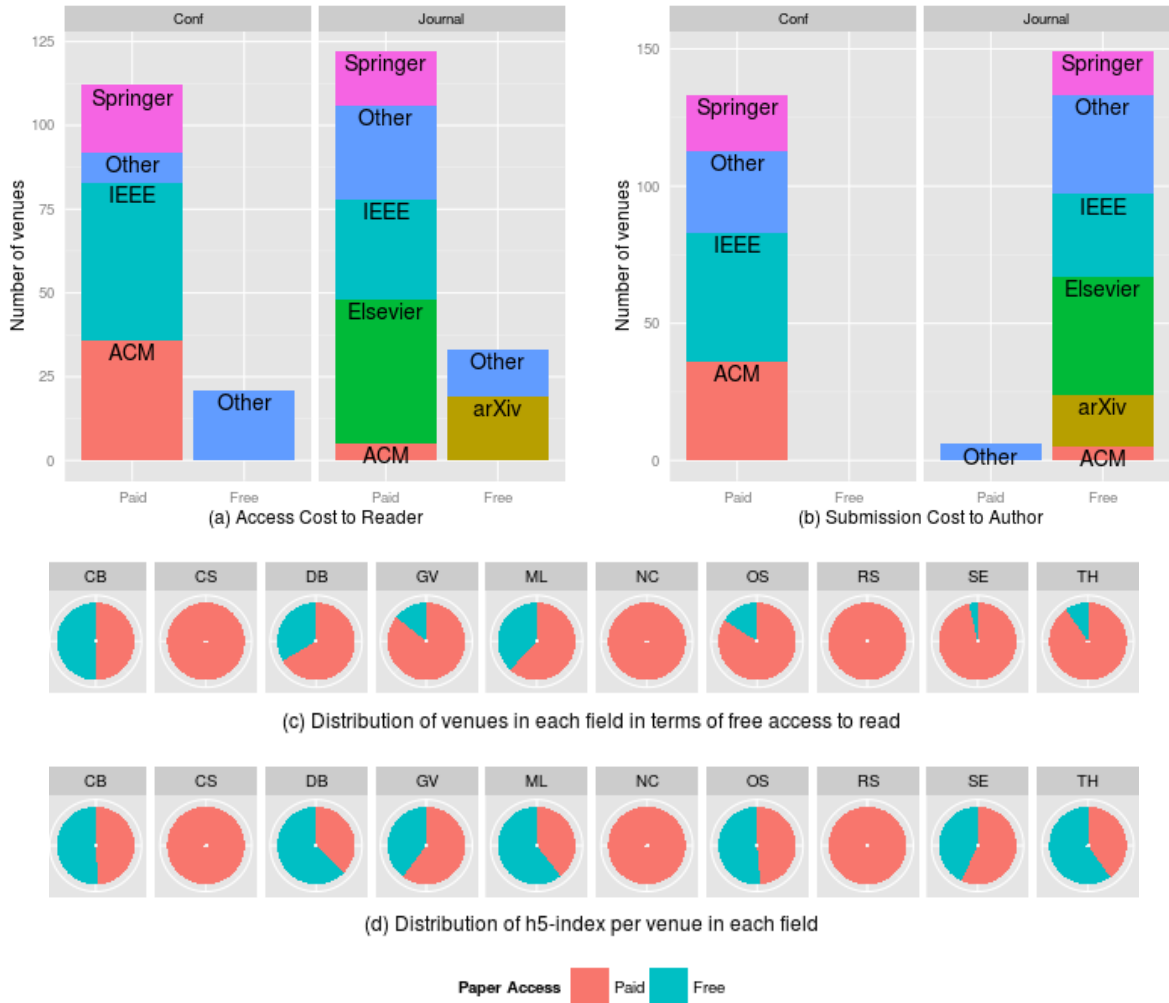 Conf Journal Conf Journal
Number of venues
125
100
75
50
25
0
Springer
Other
IEEE
ACM
Other
Springer
Other
IEEE
Elsevier
ACM
Other
arXiv
Paid Free Paid Free
(a) Access Cost to Reader
Number of venues
150
100
50
0
Springer
Other
IEEE
ACM
Other
Springer
Other
IEEE
Elsevier
arXiv
ACM
Paid Free Paid Free
(b) Submission Cost to Author
CB CS DB GV ML NC OS RS SE TH
(c) Distribution of venues in each field in terms of free access to read
CB CS DB GV ML NC OS RS SE TH
(d) Distribution of h5-index per venue in each field
Paper Access Paid Free